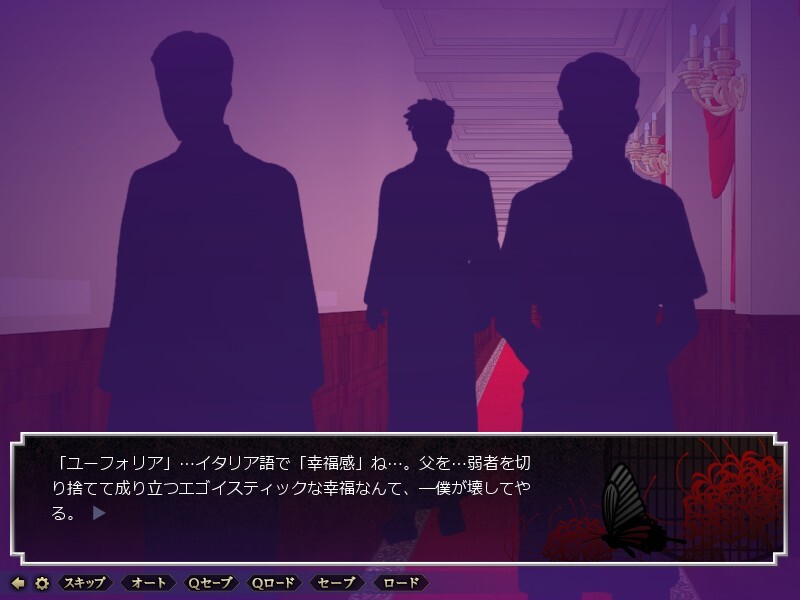 「ユーフォリア」…イタリア語で「幸福感」ね…。父を…弱者を切
り捨てて成り立つエゴイスティックな幸福なんて、―僕が壊してや
る。
スキップ オート Qセーブ Qロード セーブ ロード